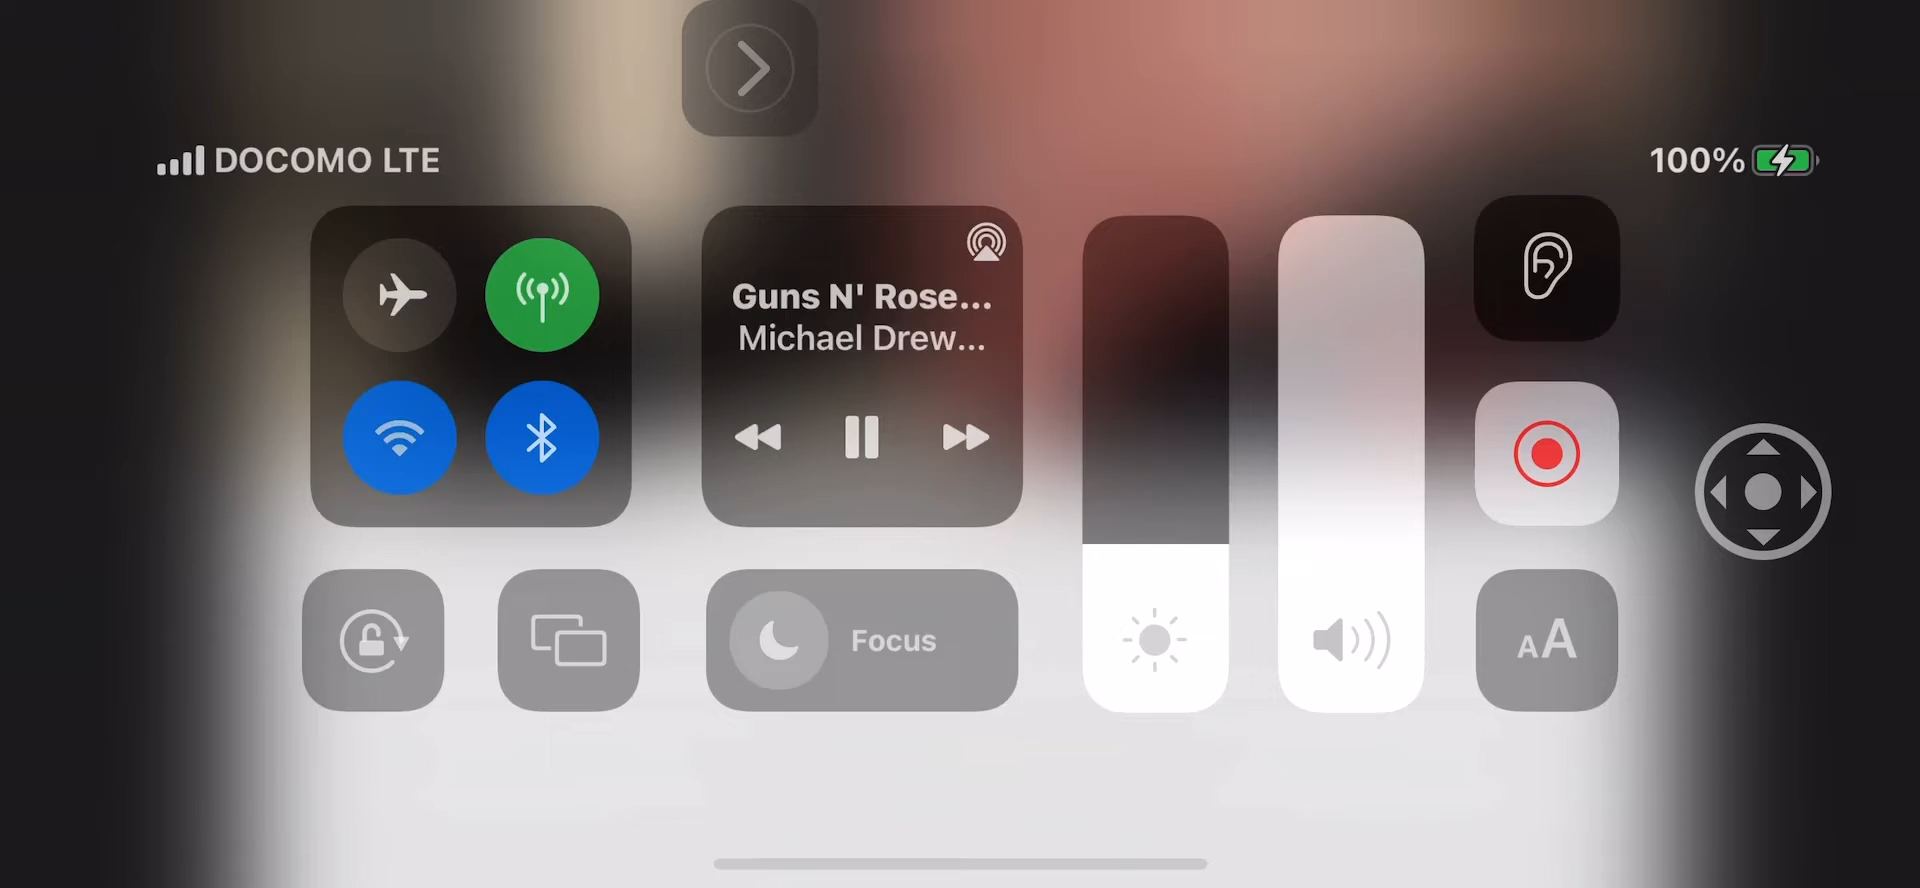 DOCOMO LTE
100%
Guns N' Rose...
Michael Drew...
Focus
AA